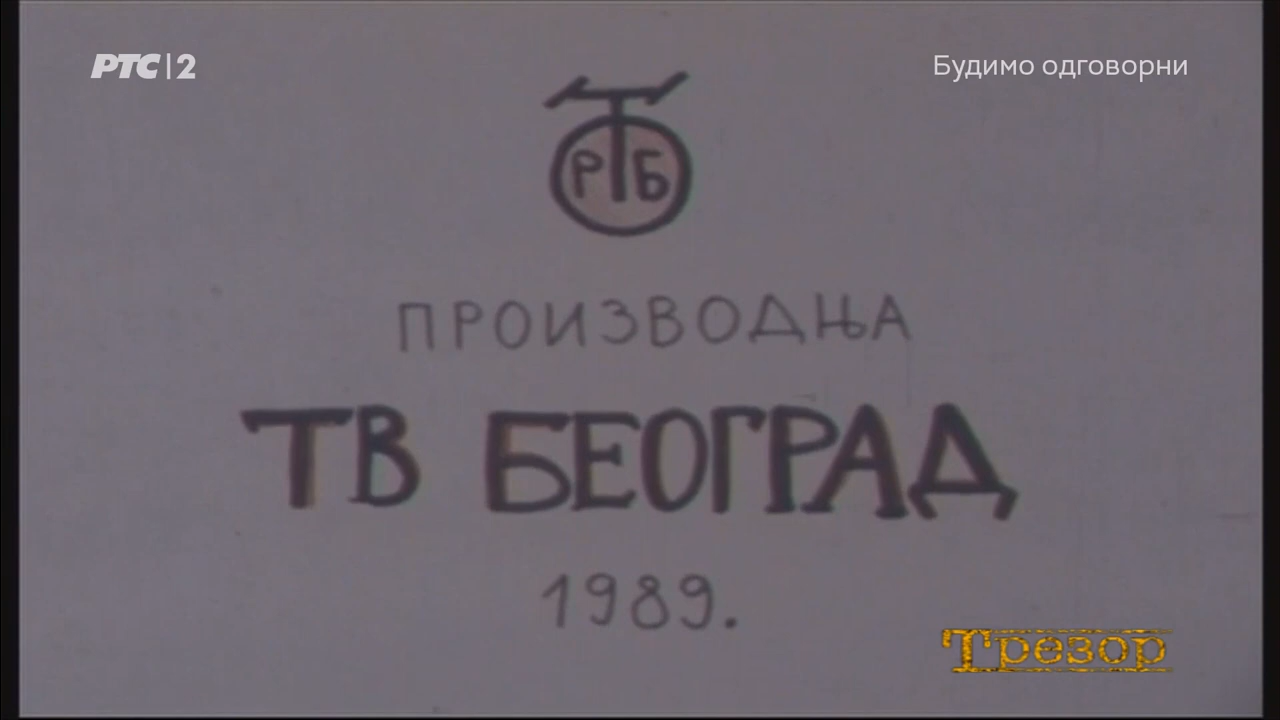 РТС|2
Будимо одговорни
РТБ
ПРОИЗВОДЊА
ТВ БЕОГРАД
1989.
Трезор